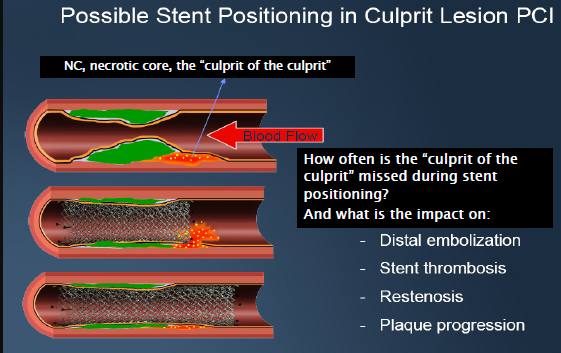 Possible Stent Positioning in Culprit Lesion PCI
NC, necrotic core, the “culprit of the culprit”
Blood Flow
How often is the “culprit of the
culprit” missed during stent
positioning?
And what is the impact on:
- Distal embolization
- Stent thrombosis
- Restenosis
- Plaque progression